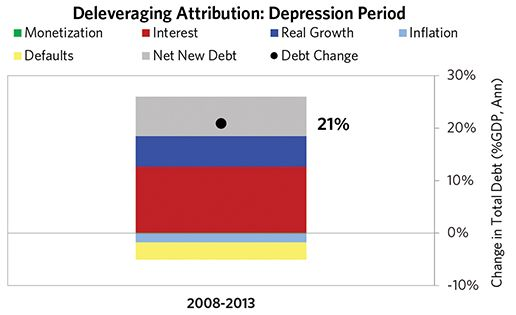 Deleveraging Attribution: Depression Period
Monetization Interest Real Growth Inflation
Defaults Net New Debt Debt Change
30%
21%
20%
10%
0%
-10%
Change in Total Debt (%GDP, Ann)
2008-2013